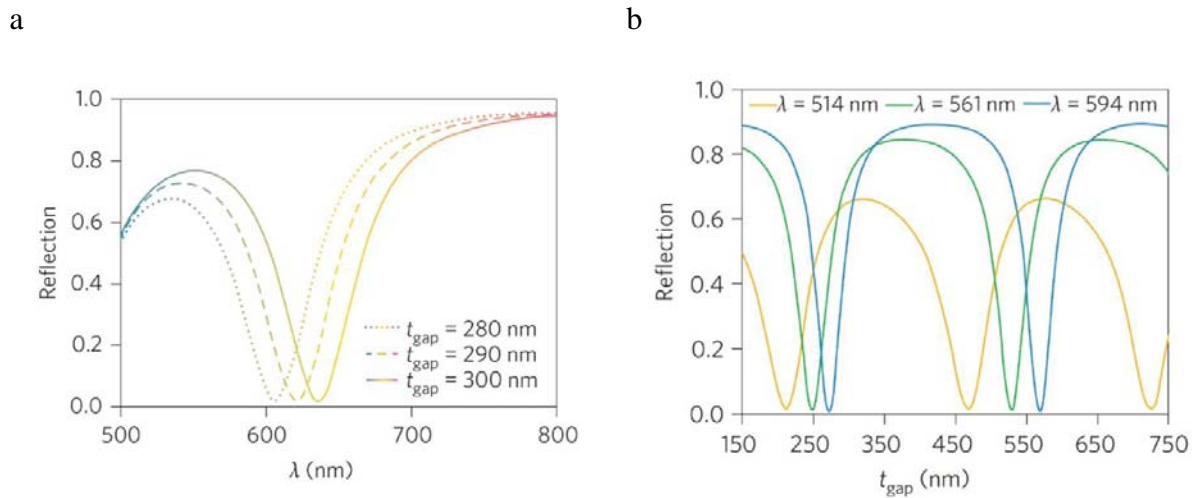 a
1.0
0.8
0.6
0.4
0.2
0.0
Reflection
500
600
700
800
λ (nm)
t_gap = 280 nm
t_gap = 290 nm
t_gap = 300 nm
b
1.0
0.8
0.6
0.4
0.2
0.0
Reflection
λ = 514 nm λ = 561 nm λ = 594 nm
150 250 350 450 550 650 750
t_gap (nm)